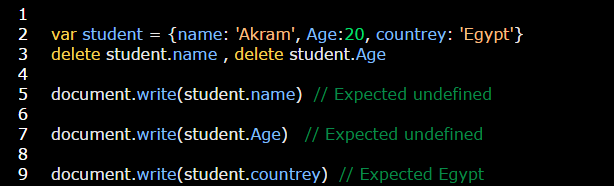 1
2 var student = {name: 'Akram', Age:20, countrey: 'Egypt'}
3 delete student.name , delete student.Age
4
5 document.write(student.name) // Expected undefined
6
7 document.write(student.Age) // Expected undefined
8
9 document.write(student.countrey) // Expected Egypt